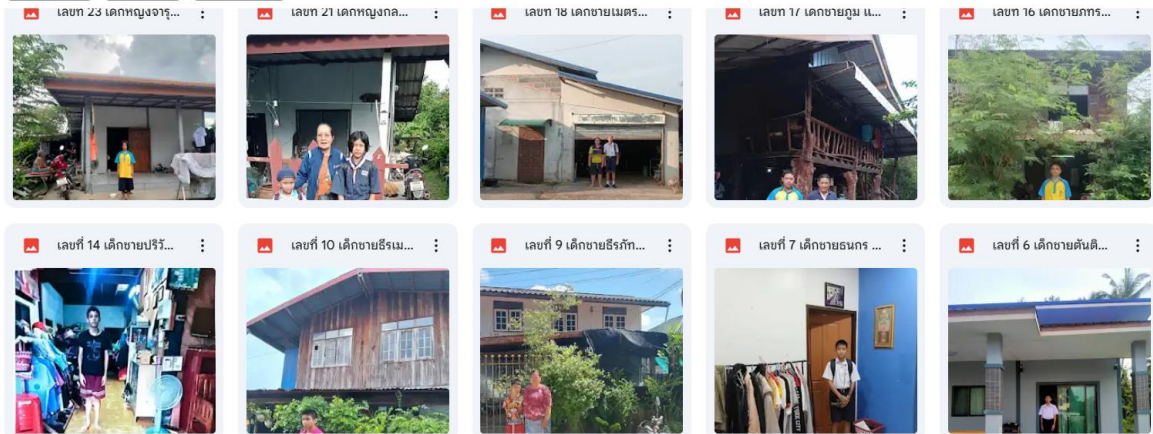 เลขที่ 23 เด็กหญิงจารุ...
เลขที่ 21 เด็กหญิงกล...
เลขที่ 18 เด็กชายไมตร...
เลขที่ 17 เด็กชายภูมิ แ...
เลขที่ 16 เด็กชายภัทร...
เลขที่ 14 เด็กชายปริวั...
เลขที่ 10 เด็กชายธีรเม...
เลขที่ 9 เด็กชายธีรภัท...
เลขที่ 7 เด็กชายธนกร ...
เลขที่ 6 เด็กชายตันติ...